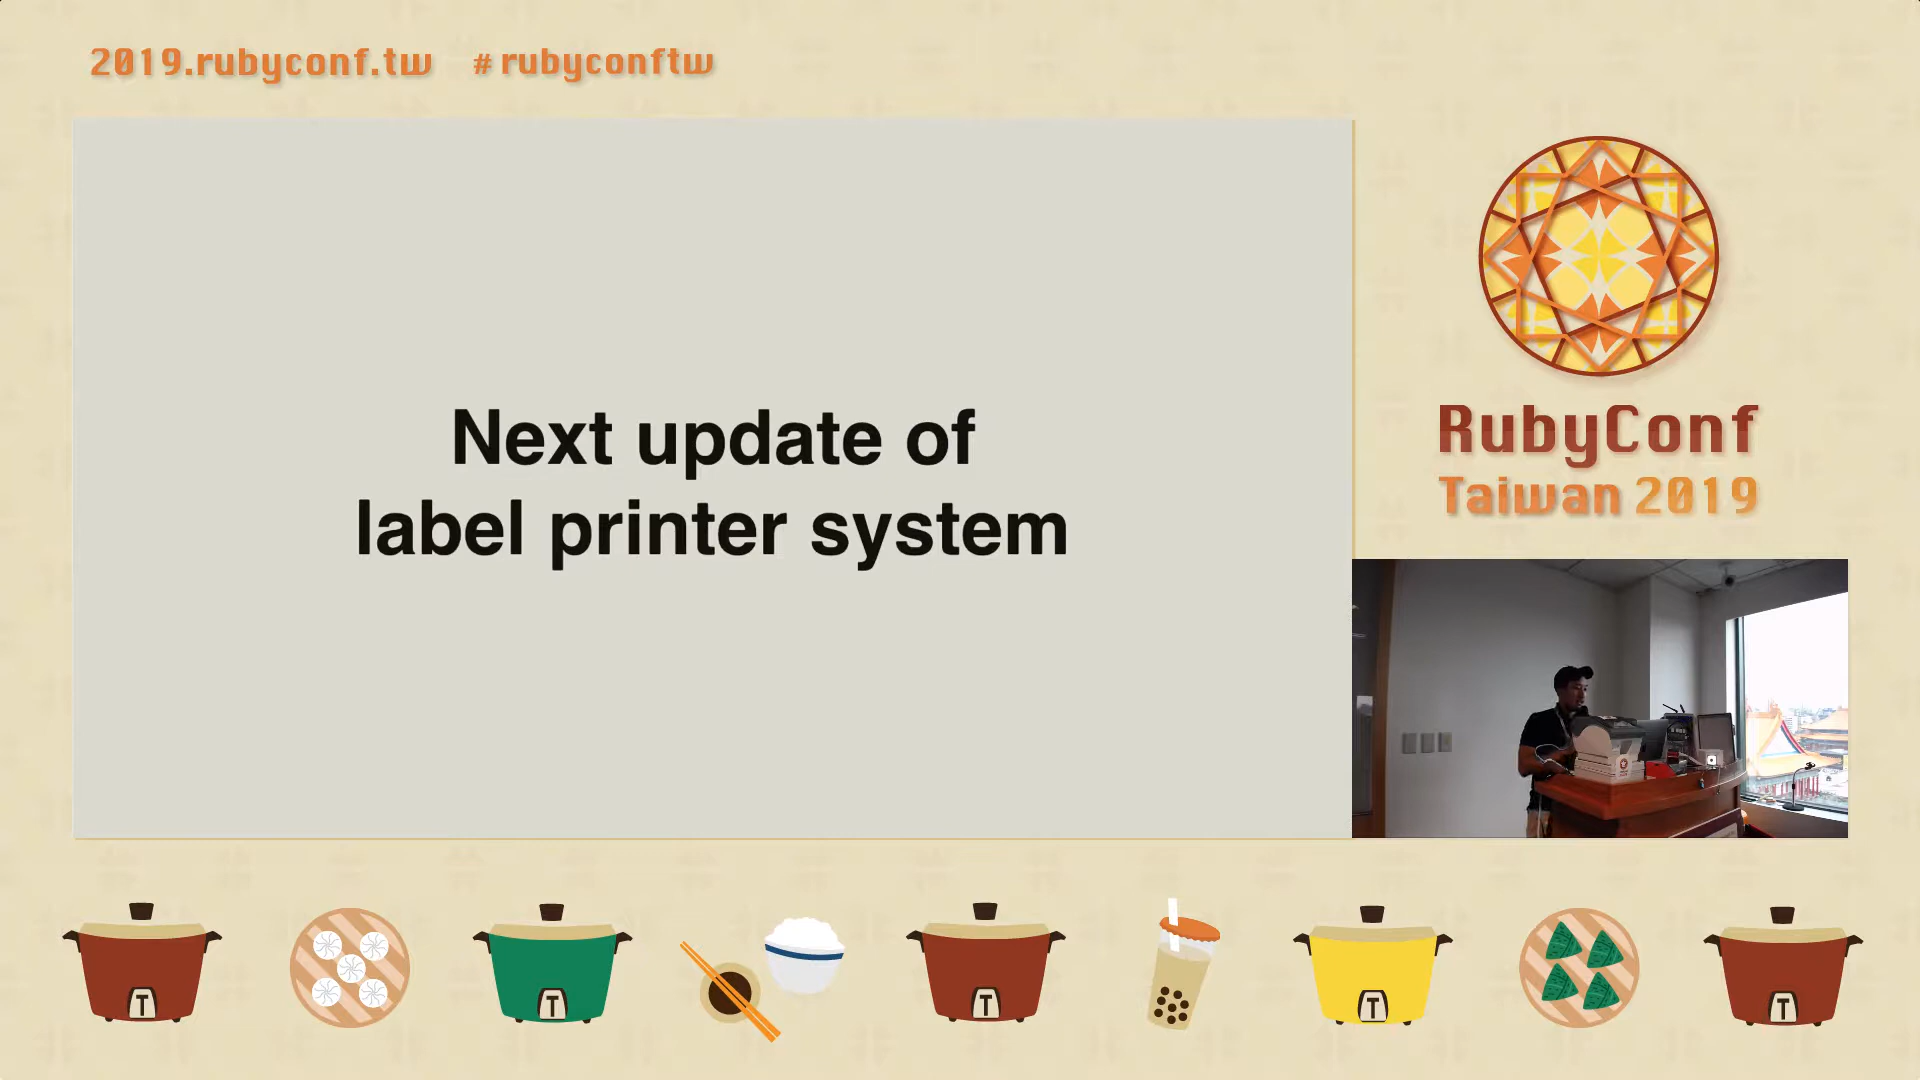 2019.rubyconf.tw #rubyconftw
Next update of
label printer system
RubyConf
Taiwan 2019
T
T
T
T
T